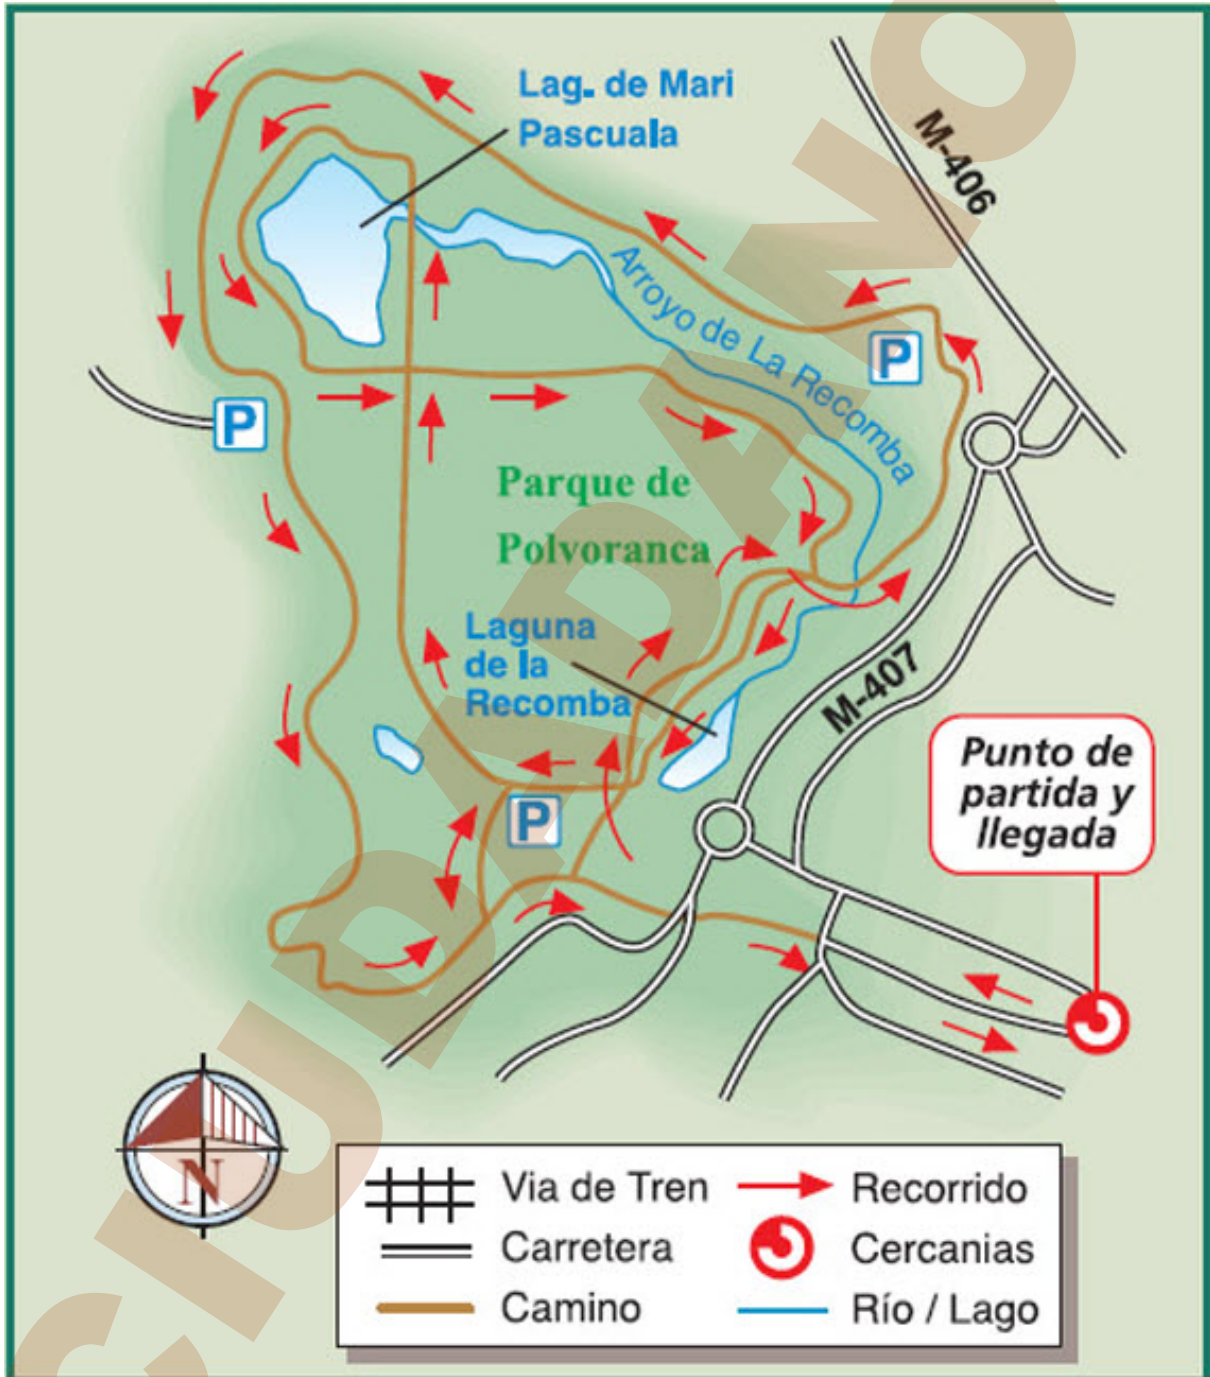 Lag. de Mari
Pascuala
M-406
Arroyo de La Recomba
P
P
Parque de
Polvoranca
Laguna
de la
Recomba
M-407
P
Punto de
partida y
llegada
N
Via de Tren
Recorrido
Carretera
Cercanias
Camino
Río / Lago
CIUDADANO